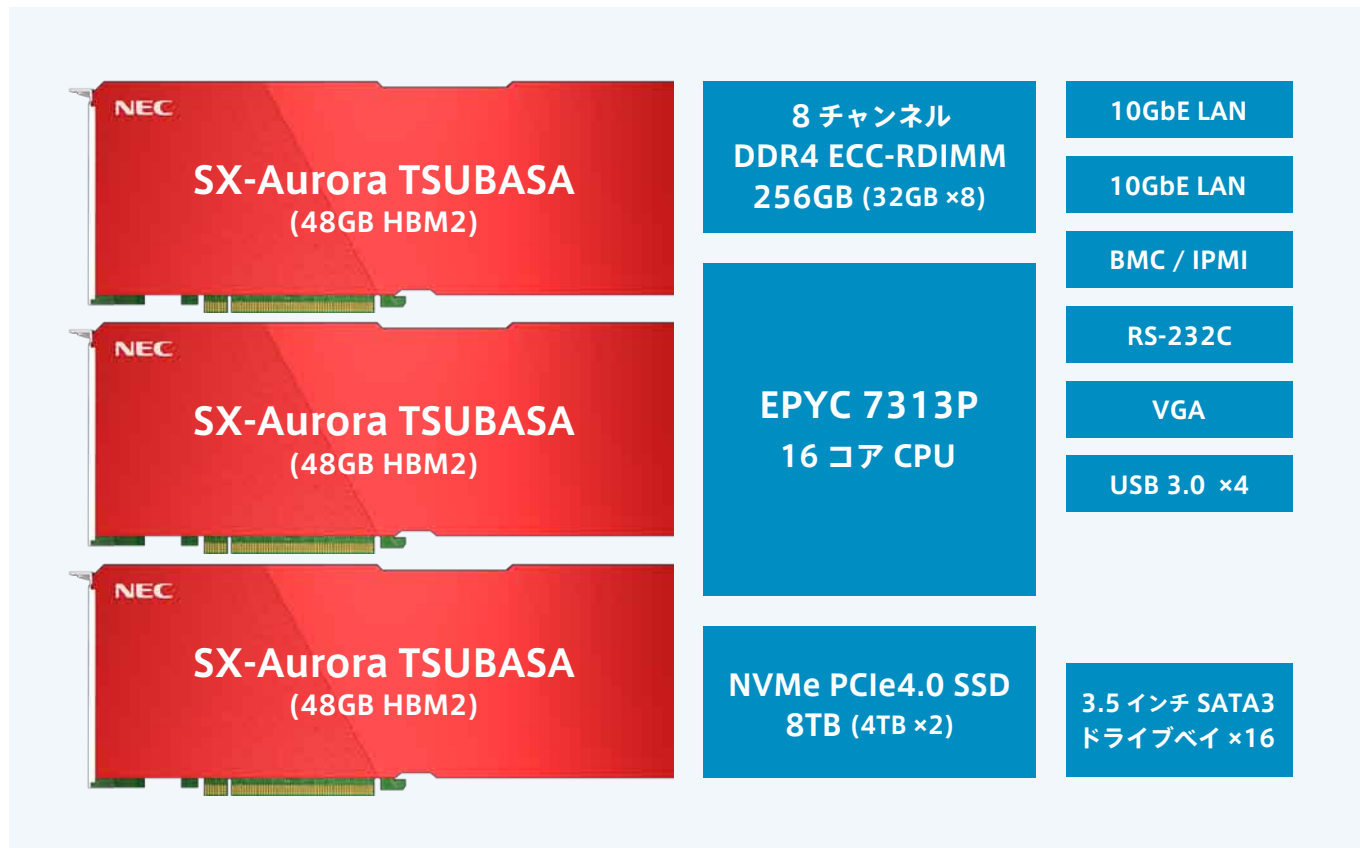 NEC
SX-Aurora TSUBASA
(48GB HBM2)
NEC
SX-Aurora TSUBASA
(48GB HBM2)
NEC
SX-Aurora TSUBASA
(48GB HBM2)
8 チャンネル
DDR4 ECC-RDIMM
256GB (32GB ×8)
EPYC 7313P
16 コア CPU
NVMe PCIe4.0 SSD
8TB (4TB ×2)
10GbE LAN
10GbE LAN
BMC / IPMI
RS-232C
VGA
USB 3.0 ×4
3.5 インチ SATA3
ドライブベイ ×16